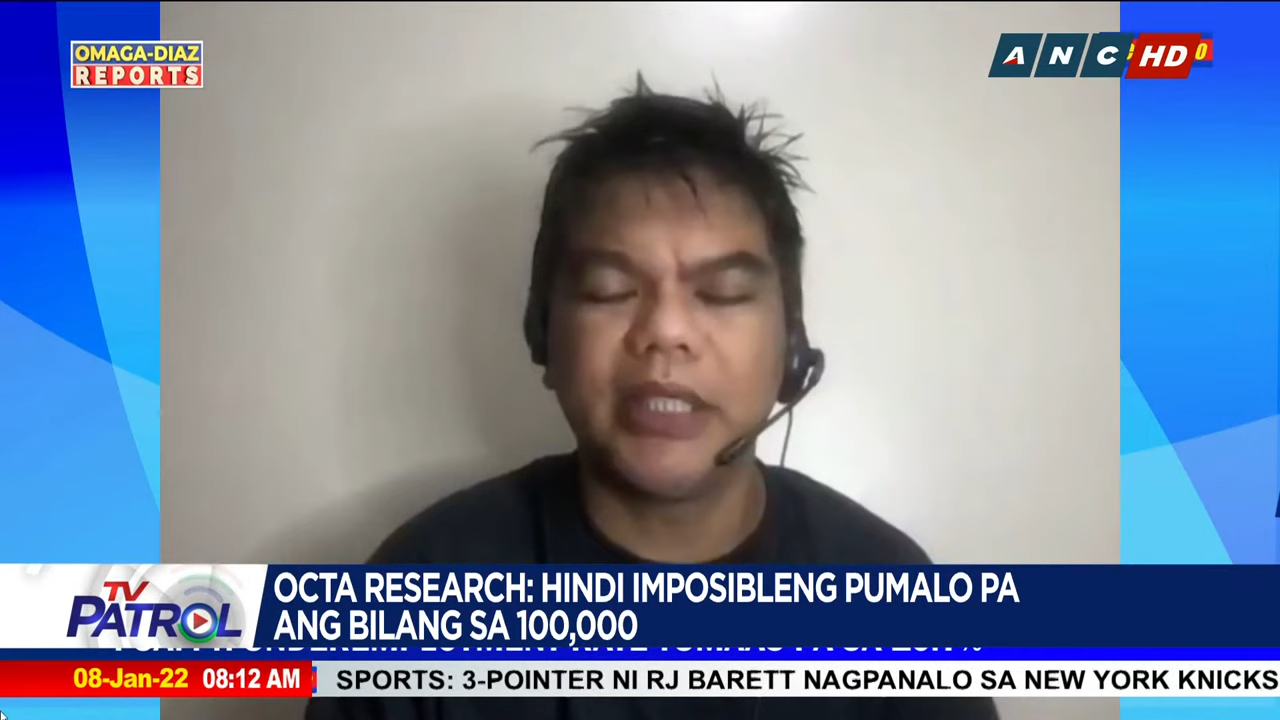 OMAGA-DIAZ
REPORTS
ANC HD
TV PATROL
OCTA RESEARCH: HINDI IMPOSIBLENG PUMALO PA
ANG BILANG SA 100,000
08-Jan-22 08:12 AM
SPORTS: 3-POINTER NI RJ BARETT NAGPANALO SA NEW YORK KNICKS